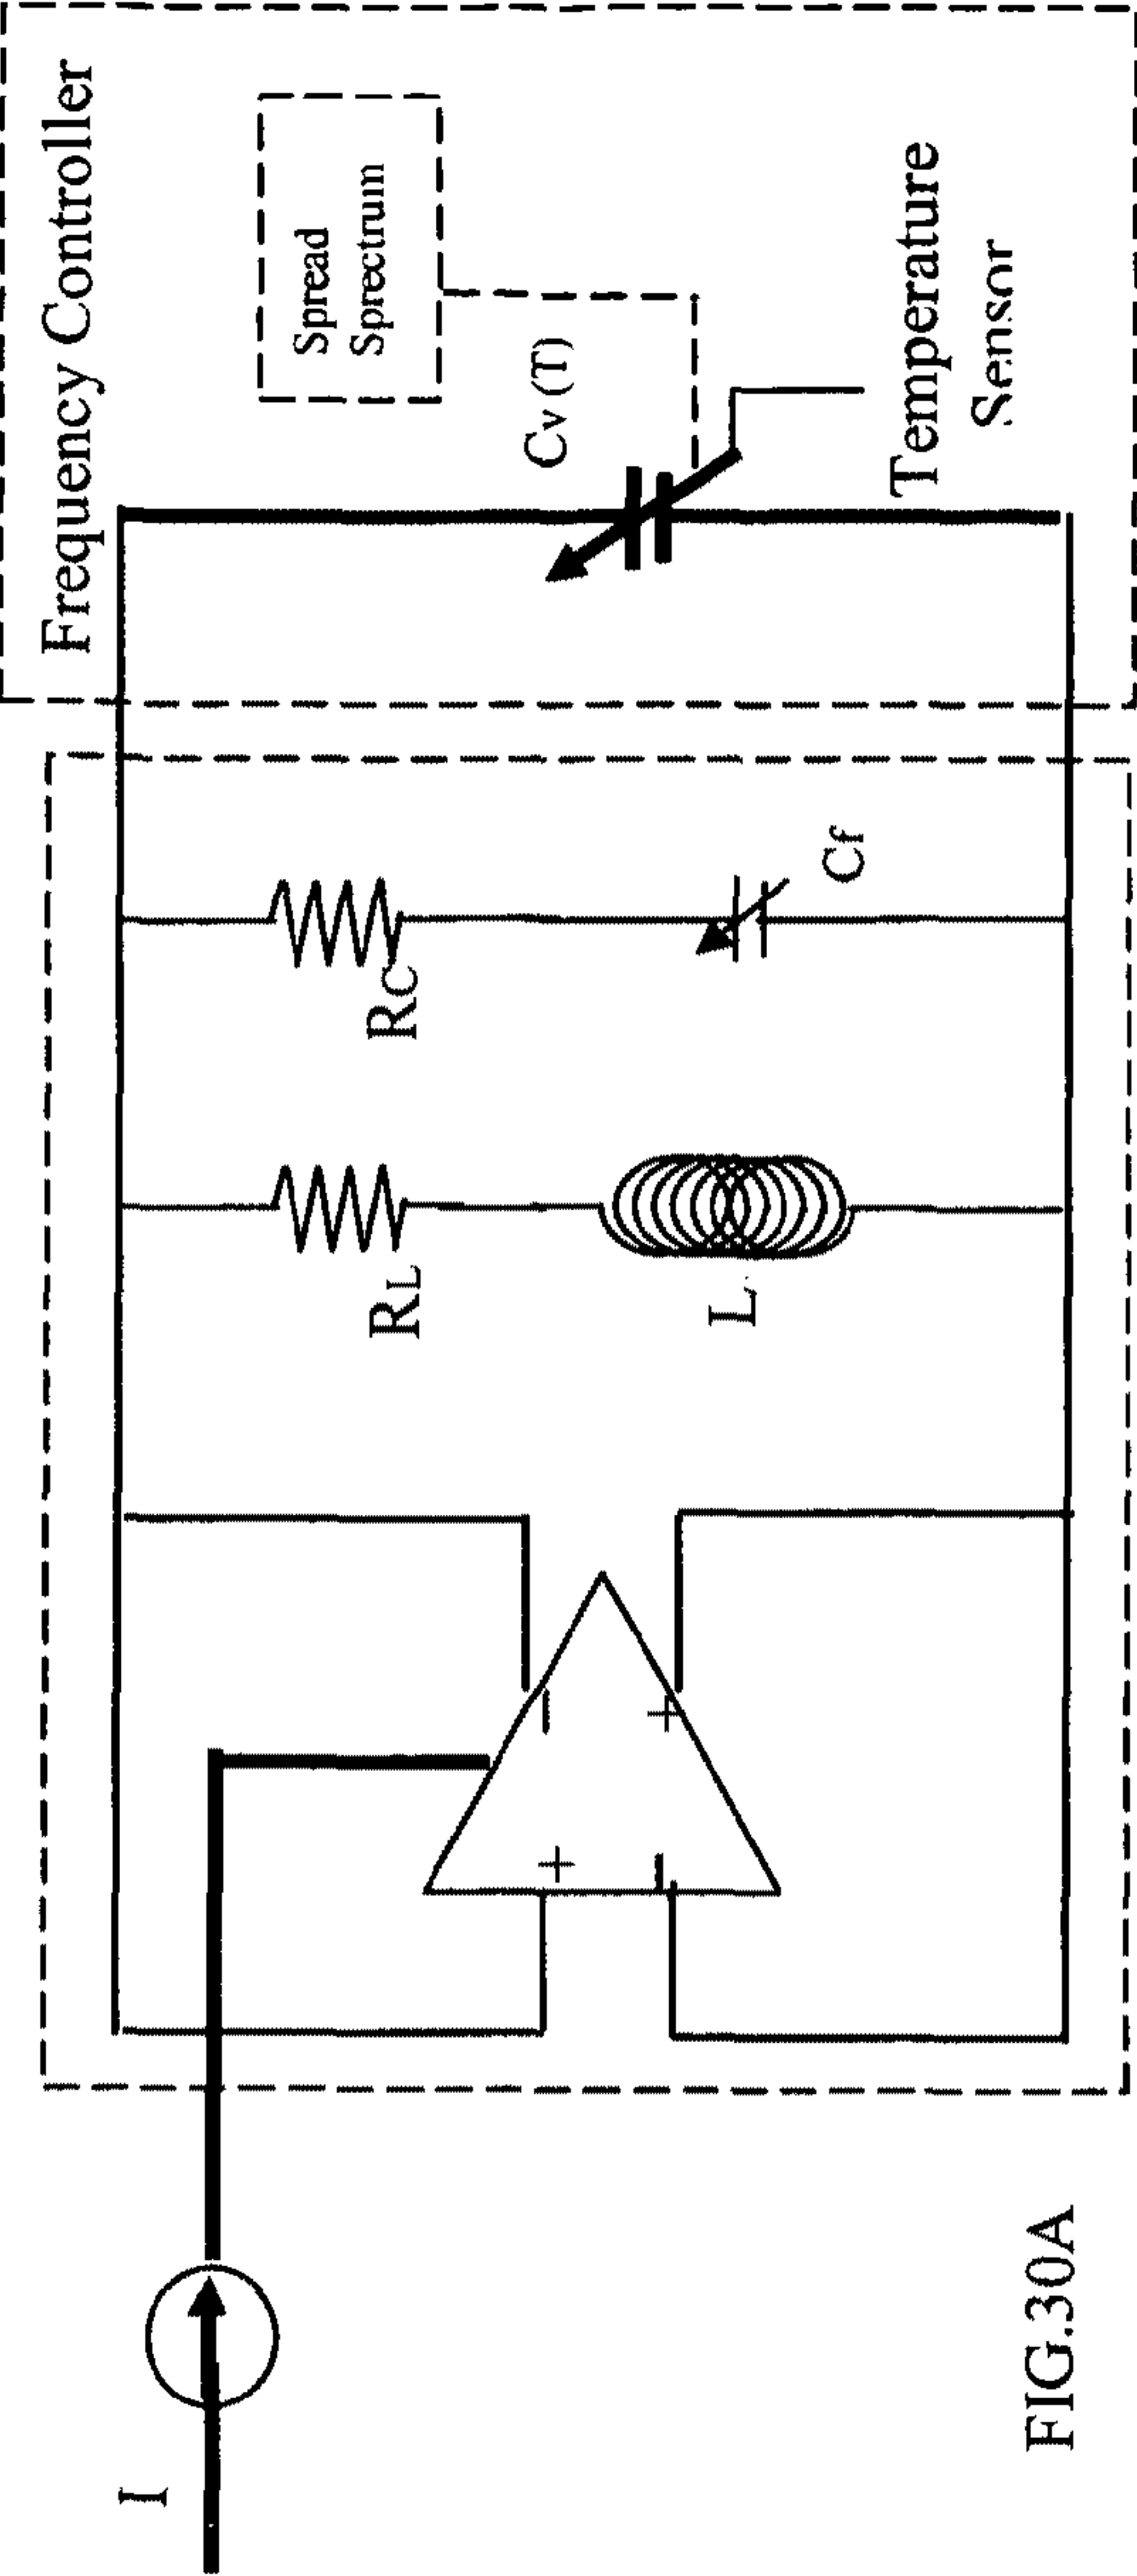 Frequency Controller
Spread
Sprectrum
Cv (T)
Temperature
Sensor
RC
Cf
RL
L
+
−
−
+
I
FIG.30A